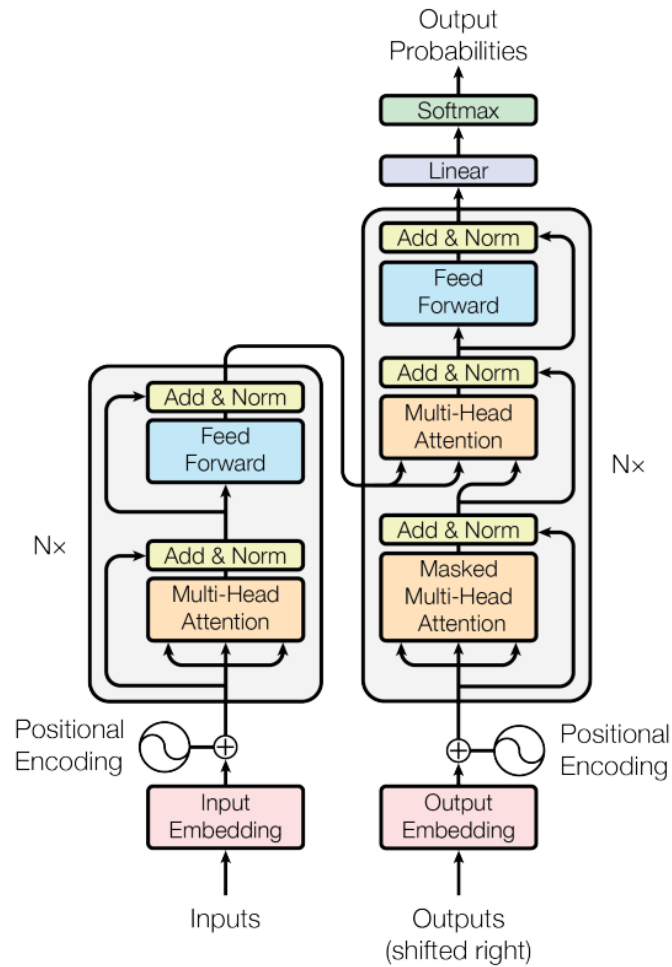 Output
Probabilities
Softmax
Linear
Add & Norm
Feed
Forward
Add & Norm
Multi-Head
Attention
Add & Norm
Masked
Multi-Head
Attention
N×
Add & Norm
Feed
Forward
Add & Norm
Multi-Head
Attention
N×
Positional
Encoding
Positional
Encoding
Input
Embedding
Output
Embedding
Inputs
Outputs
(shifted right)